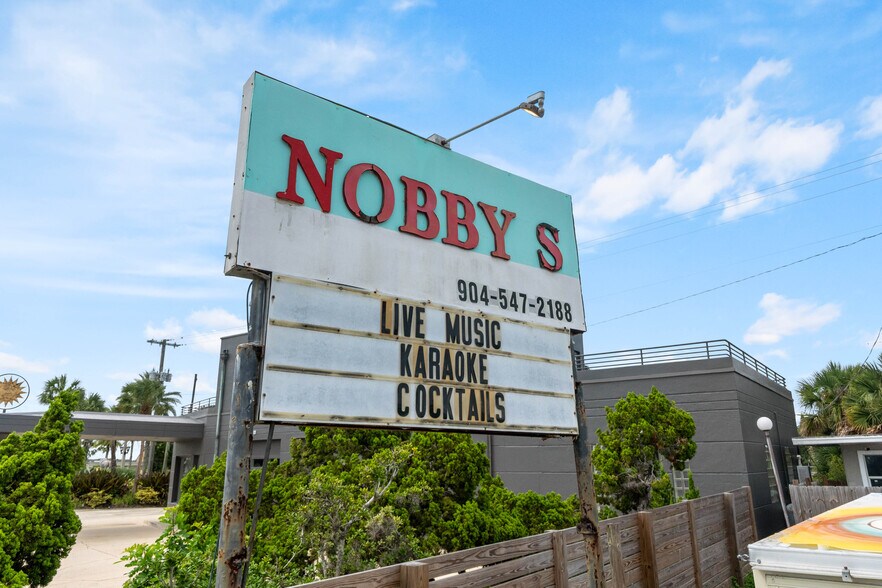 NOBBY S
904-547-2188
LIVE MUSIC
KARAOKE
COCKTAILS